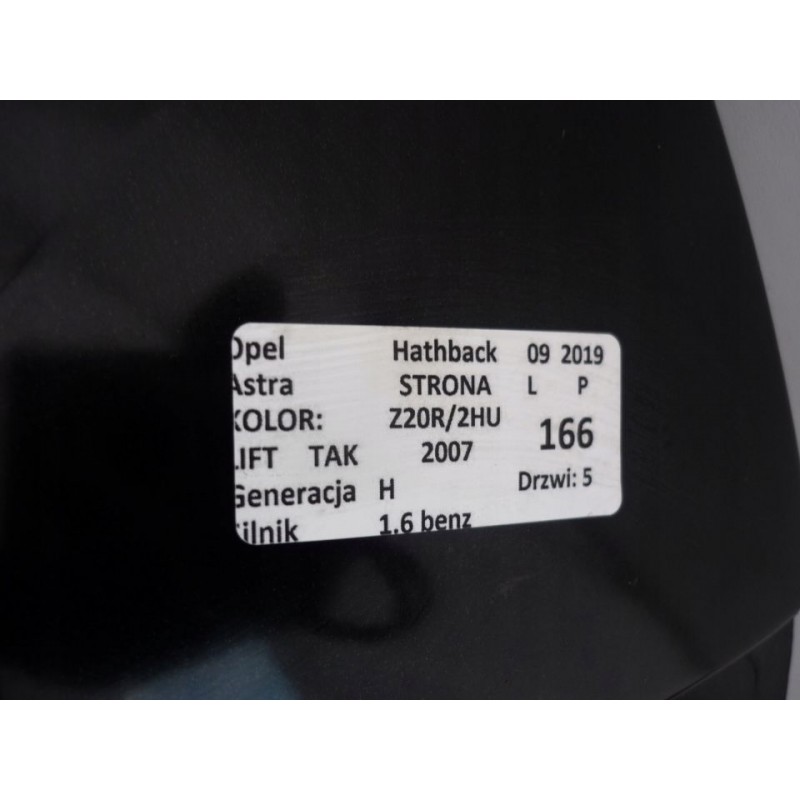 Opel Hathback 09 2019
Astra STRONA L P
KOLOR: Z20R/2HU 166
LIFT TAK 2007
Generacja H Drzwi: 5
Silnik 1.6 benz